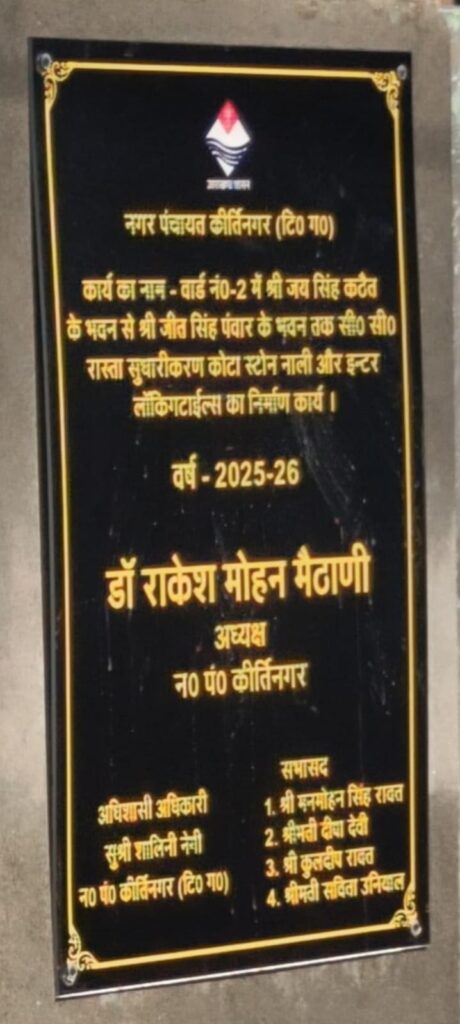 उत्तराखण्ड शासन
नगर पंचायत कीर्तिनगर (टि0 ग0)
कार्य का नाम - वार्ड नं0-2 में श्री जय सिंह कठैत
के भवन से श्री जीत सिंह पंवार के भवन तक सी0 सी0
रास्ता सुधारीकरण कोटा स्टोन नाली और इन्टर
लॉकिगटाईल्स का निर्माण कार्य ।
वर्ष - 2025-26
डॉ राकेश मोहन मैठाणी
अध्यक्ष
न0 पं0 कीर्तिनगर
अधिशासी अधिकारी
सुश्री शालिनी नेगी
न0 पं0 कीर्तिनगर (टि0 ग0)
सभासद
1. श्री मनमोहन सिंह रावत
2. श्रीमती दीपा देवी
3. श्री कुलदीप रावत
4. श्रीमती सविता उनियाल